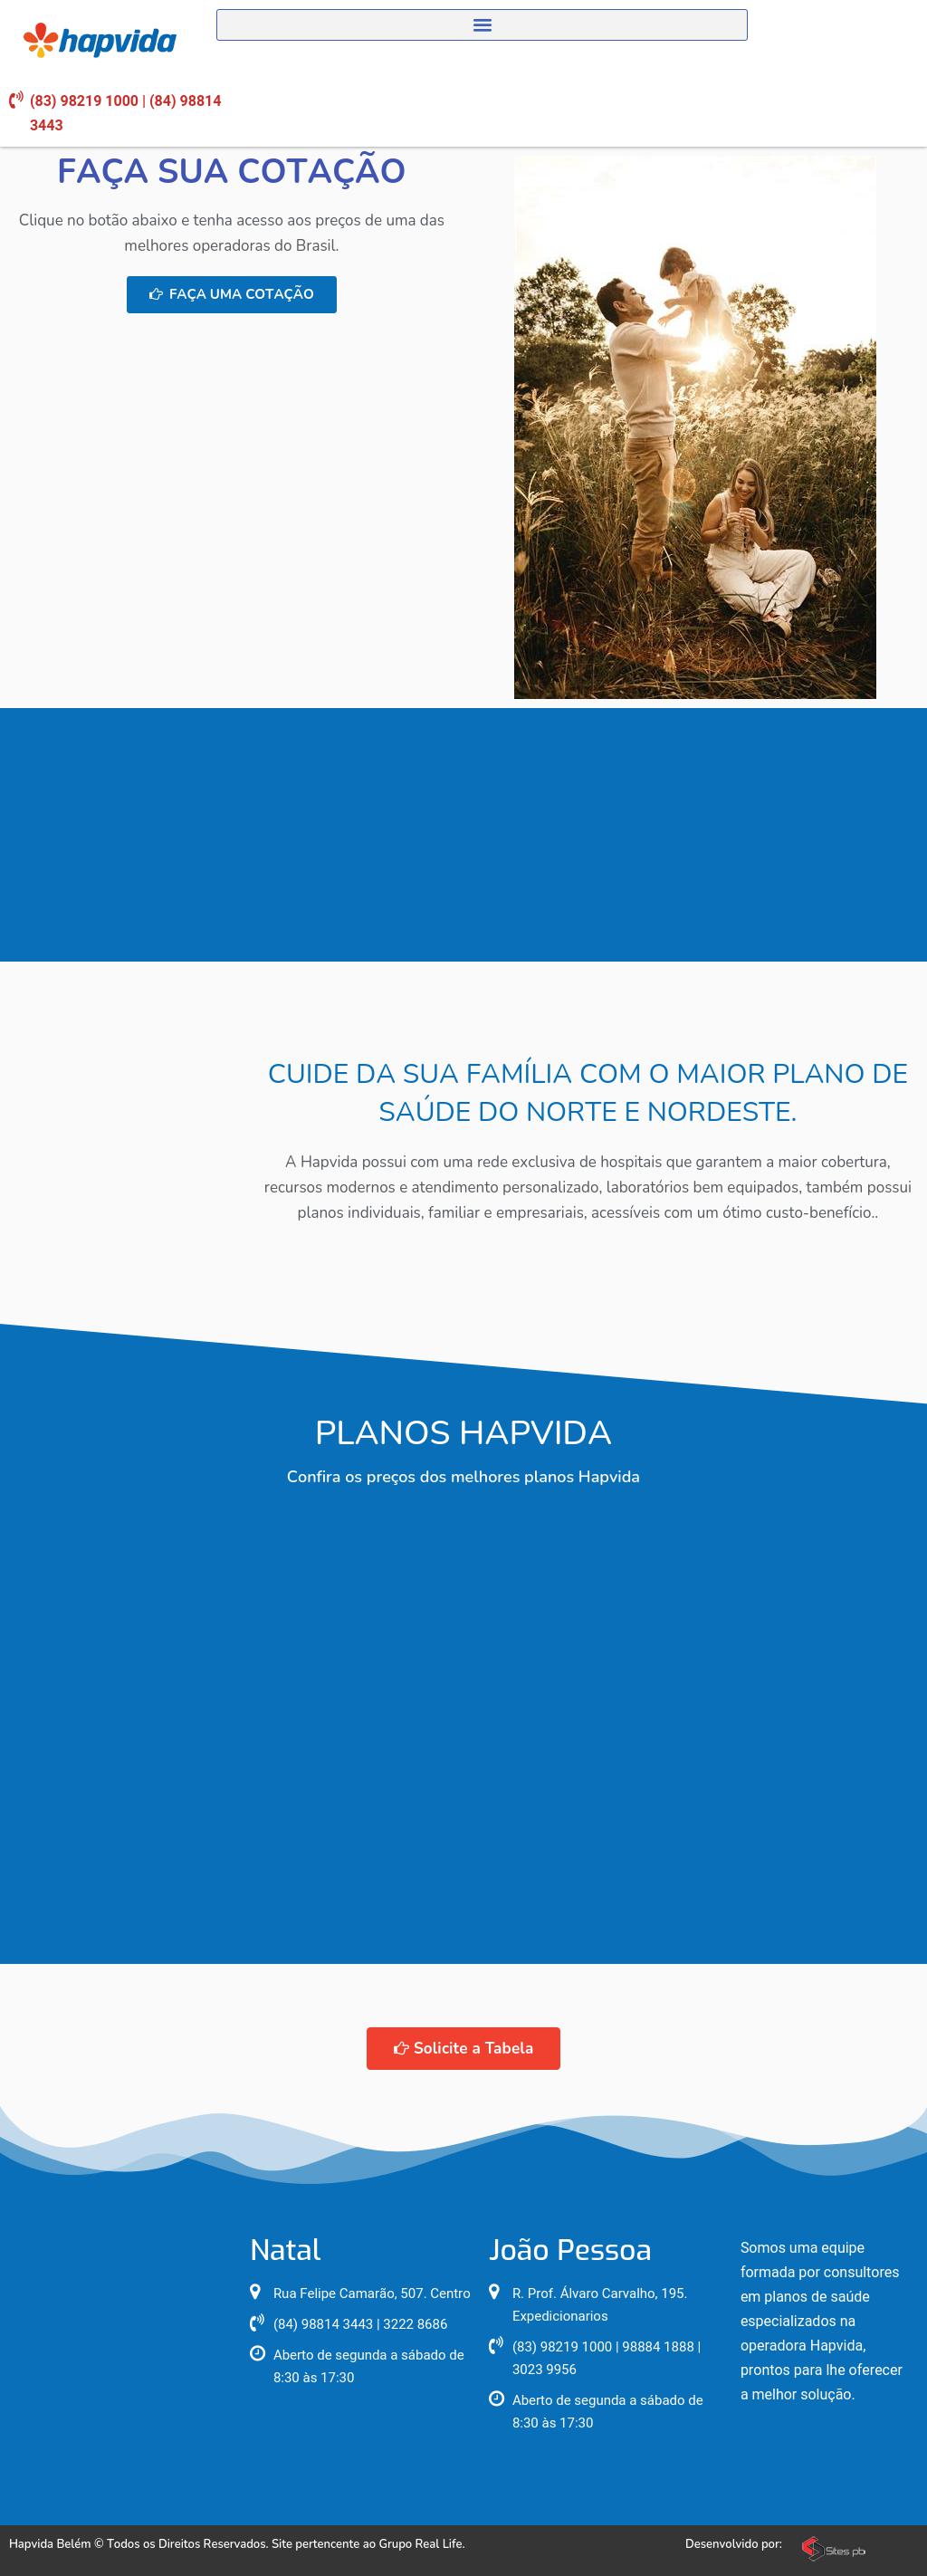 hapvida
(83) 98219 1000 | (84) 98814
3443
FAÇA SUA COTAÇÃO
Clique no botão abaixo e tenha acesso aos preços de uma das
melhores operadoras do Brasil.
FAÇA UMA COTAÇÃO
CUIDE DA SUA FAMÍLIA COM O MAIOR PLANO DE
SAÚDE DO NORTE E NORDESTE.
A Hapvida possui com uma rede exclusiva de hospitais que garantem a maior cobertura,
recursos modernos e atendimento personalizado, laboratórios bem equipados, também possui
planos individuais, familiar e empresariais, acessíveis com um ótimo custo-benefício..
PLANOS HAPVIDA
Confira os preços dos melhores planos Hapvida
Solicite a Tabela
Natal
Rua Felipe Camarão, 507. Centro
(84) 98814 3443 | 3222 8686
Aberto de segunda a sábado de
8:30 às 17:30
João Pessoa
R. Prof. Álvaro Carvalho, 195.
Expedicionarios
(83) 98219 1000 | 98884 1888 |
3023 9956
Aberto de segunda a sábado de
8:30 às 17:30
Somos uma equipe
formada por consultores
em planos de saúde
especializados na
operadora Hapvida,
prontos para lhe oferecer
a melhor solução.
Hapvida Belém © Todos os Direitos Reservados. Site pertencente ao Grupo Real Life.
Desenvolvido por:
Sites pb